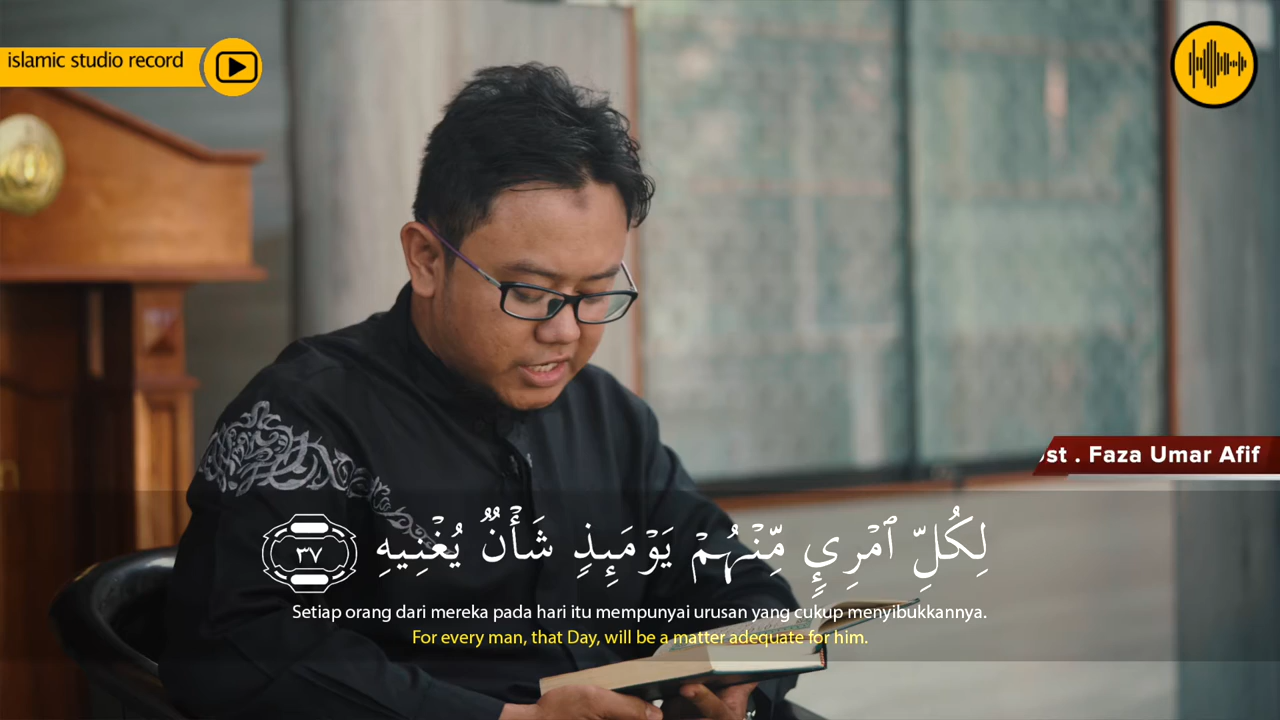 islamic studio record
Faza Umar Afif
لِكُلِّ ٱمْرِئٍ مِّنْهُمْ يَوْمَئِذٍ شَأْنٌ يُغْنِيهِ ٣٧
Setiap orang dari mereka pada hari itu mempunyai urusan yang cukup menyibukkannya.
For every man, that Day, will be a matter adequate for him.